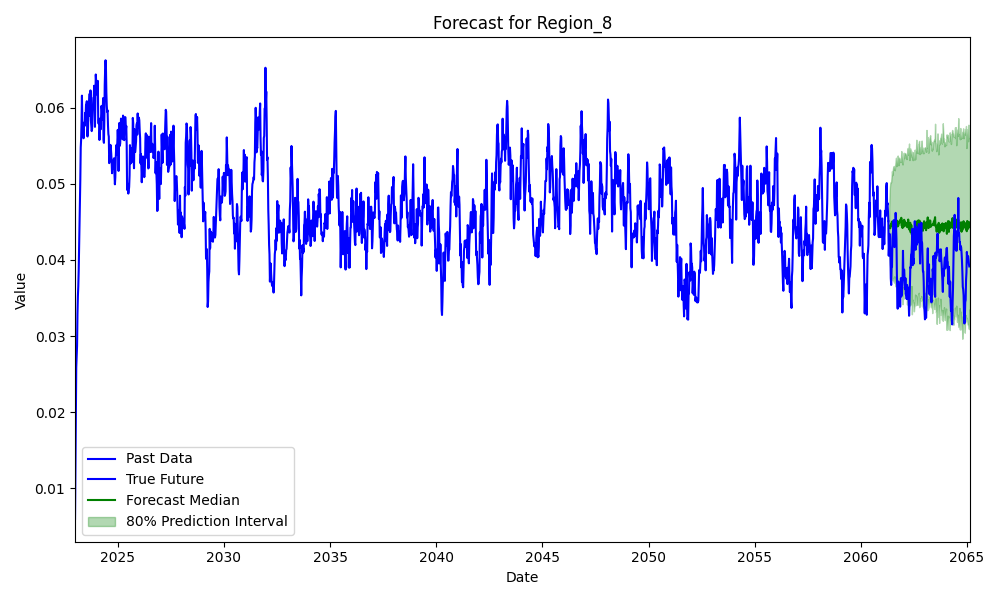 Forecast for Region_8
Value
0.06
0.05
0.04
0.03
0.02
0.01
Past Data
True Future
Forecast Median
80% Prediction Interval
2025 2030 2035 2040 2045 2050 2055 2060 2065
Date